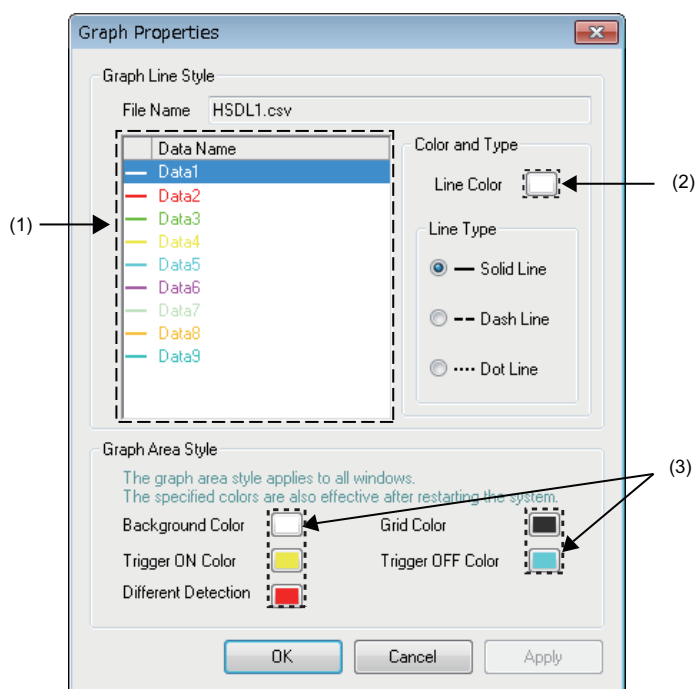 Graph Properties
Graph Line Style
File Name HSDL1.csv
Data Name
Data1
Data2
Data3
Data4
Data5
Data6
Data7
Data8
Data9
Color and Type
Line Color
Line Type
Solid Line
Dash Line
Dot Line
(1)
(2)
Graph Area Style
The graph area style applies to all windows.
The specified colors are also effective after restarting the system.
Background Color
Grid Color
Trigger ON Color
Trigger OFF Color
Different Detection
(3)
OK
Cancel
Apply